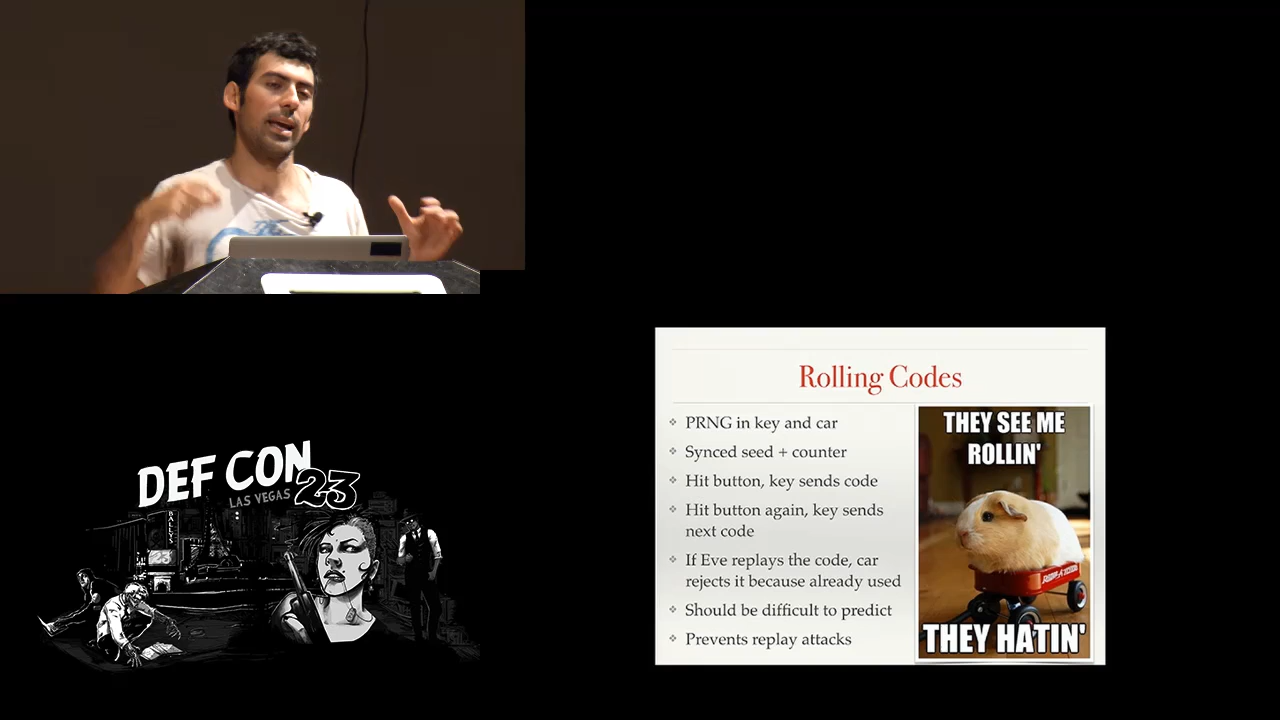 Rolling Codes
PRNG in key and car
Synced seed + counter
Hit button, key sends code
Hit button again, key sends
next code
If Eve replays the code, car
rejects it because already used
Should be difficult to predict
Prevents replay attacks
THEY SEE ME
ROLLIN'
THEY HATIN'
DEF CON
LAS VEGAS 23
BALLY'S